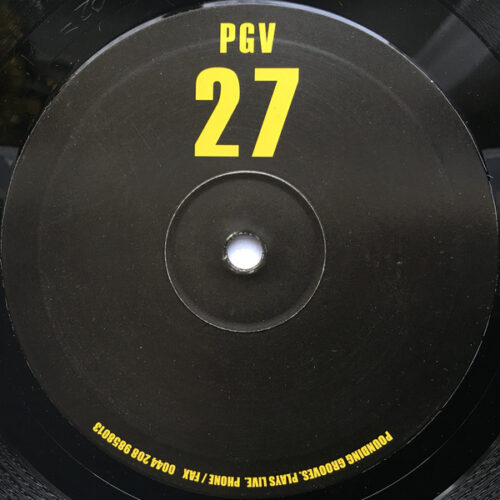 PGV
27
POUNDING GROOVES. PLAYS LIVE. PHONE / FAX 0044 208 9858013